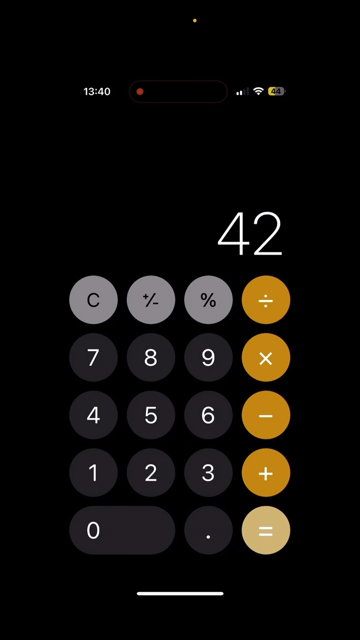 13:40 44
42
C ⁺∕₋ % ÷
7 8 9 ×
4 5 6 −
1 2 3 +
0 . =